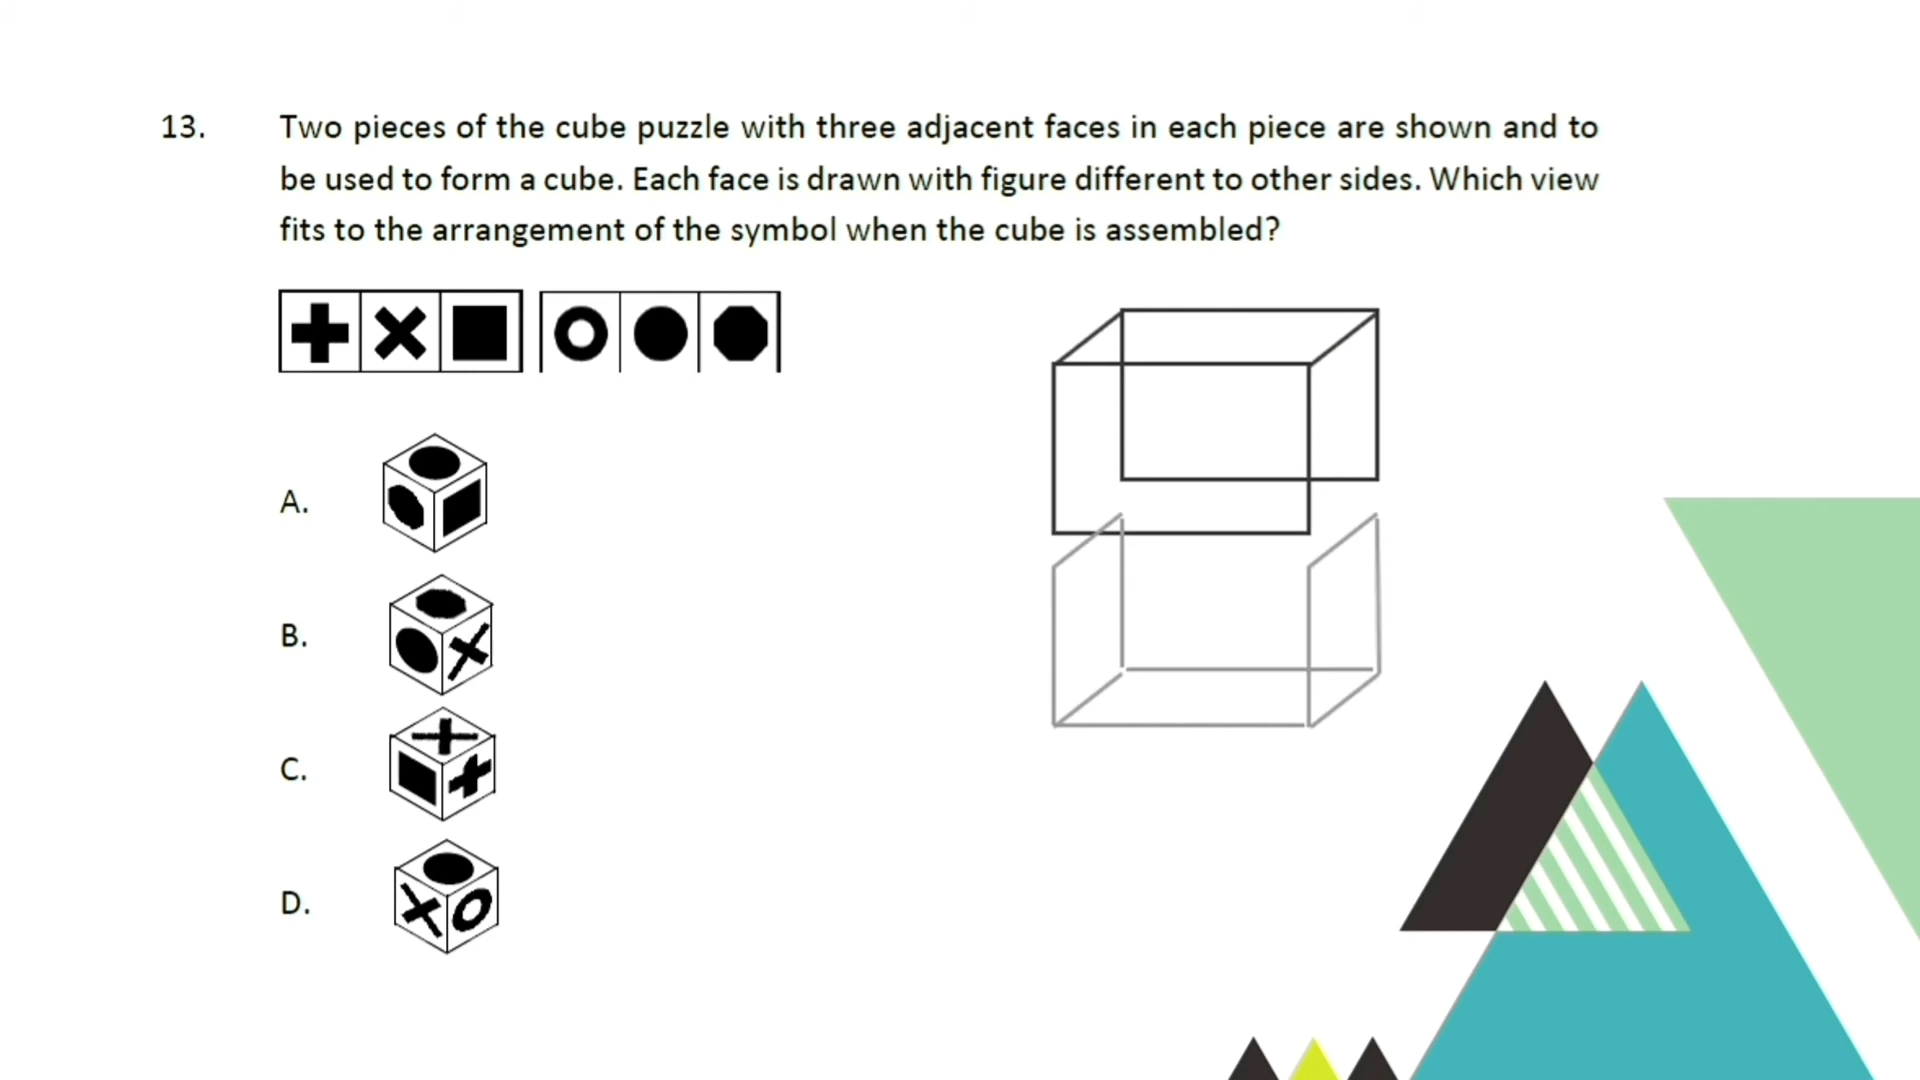 13. Two pieces of the cube puzzle with three adjacent faces in each piece are shown and to
be used to form a cube. Each face is drawn with figure different to other sides. Which view
fits to the arrangement of the symbol when the cube is assembled?
A.
B.
C.
D.